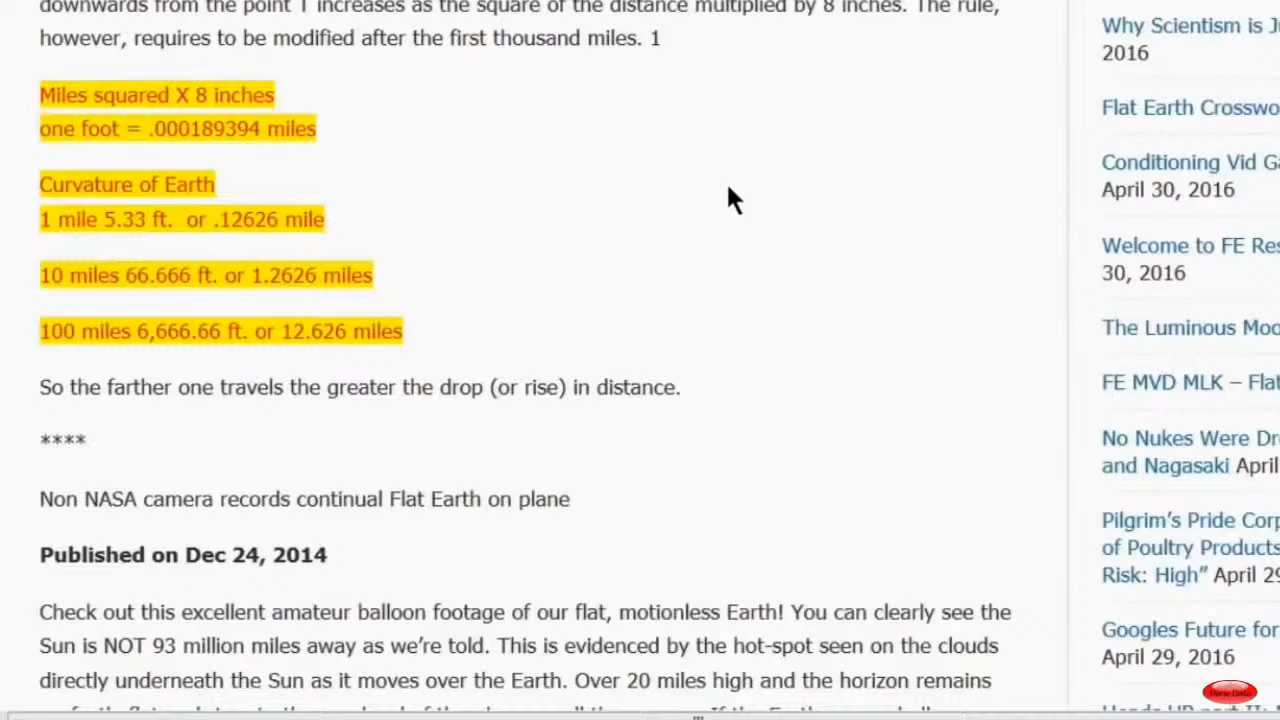 downwards from the point T increases as the square of the distance multiplied by 8 inches. The rule,
however, requires to be modified after the first thousand miles. 1
Miles squared X 8 inches
one foot = .000189394 miles
Curvature of Earth
1 mile 5.33 ft.  or .12626 mile
10 miles 66.666 ft. or 1.2626 miles
100 miles 6,666.66 ft. or 12.626 miles
So the farther one travels the greater the drop (or rise) in distance.
****
Non NASA camera records continual Flat Earth on plane
Published on Dec 24, 2014
Check out this excellent amateur balloon footage of our flat, motionless Earth! You can clearly see the
Sun is NOT 93 million miles away as we’re told. This is evidenced by the hot-spot seen on the clouds
directly underneath the Sun as it moves over the Earth. Over 20 miles high and the horizon remains
Why Scientism is
2016
Flat Earth
Conditioning Vid
April 30, 2016
Welcome to FE
30, 2016
The Luminous
FE MVD MLK –
No Nukes Were
and Nagasaki April
Pilgrim’s Pride
of Poultry Products
Risk: High” April
Googles Future for
April 29, 2016